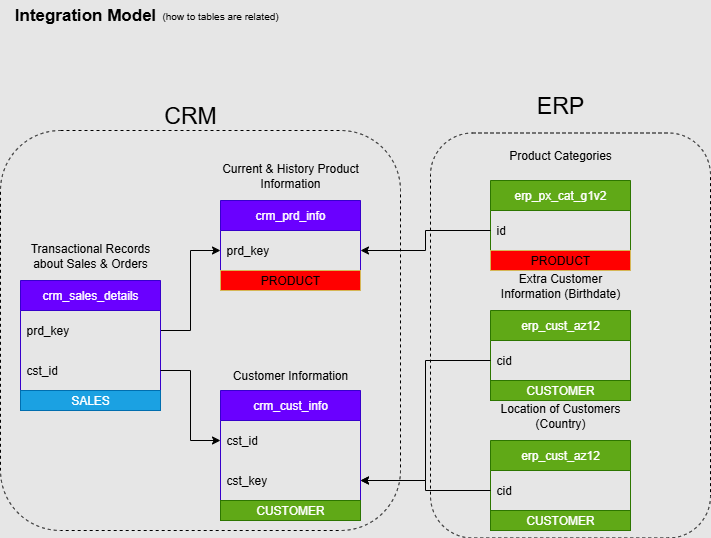 Integration Model (how to tables are related)
CRM
ERP
Product Categories
erp_px_cat_g1v2
id
PRODUCT
Current & History Product
Information
crm_prd_info
prd_key
PRODUCT
Transactional Records
about Sales & Orders
crm_sales_details
prd_key
cst_id
SALES
Extra Customer
Information (Birthdate)
erp_cust_az12
cid
CUSTOMER
Customer Information
crm_cust_info
cst_id
cst_key
CUSTOMER
Location of Customers
(Country)
erp_cust_az12
cid
CUSTOMER